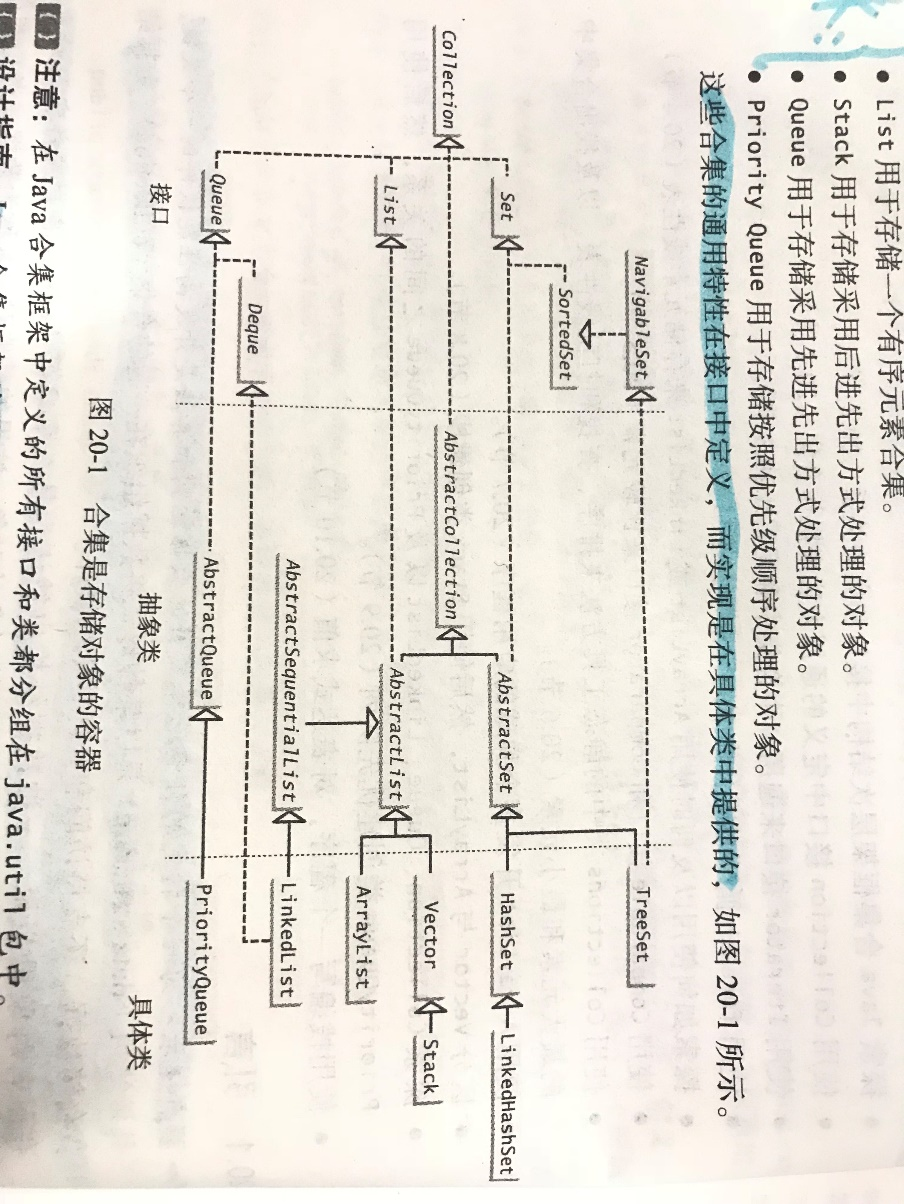 ● List 用于存储一个有序元素合集。
● Stack 用于存储采用后进先出方式处理的对象。
● Queue 用于存储采用先进先出方式处理的对象。
● Priority Queue 用于存储按照优先级顺序处理的对象。
这些合集的通用特性在接口中定义，而实现是在具体类中提供的，如图 20-1 所示。
NavigableSet
TreeSet
SortedSet
Set
AbstractSet
HashSet
LinkedHashSet
Collection
AbstractCollection
Vector
Stack
List
AbstractList
ArrayList
AbstractSequentialList
LinkedList
Deque
Queue
AbstractQueue
PriorityQueue
接口
抽象类
具体类
图 20-1 合集是存储对象的容器
注意：在 Java 合集框架中定义的所有接口和类都分组在 java.util 包中。
设计指南